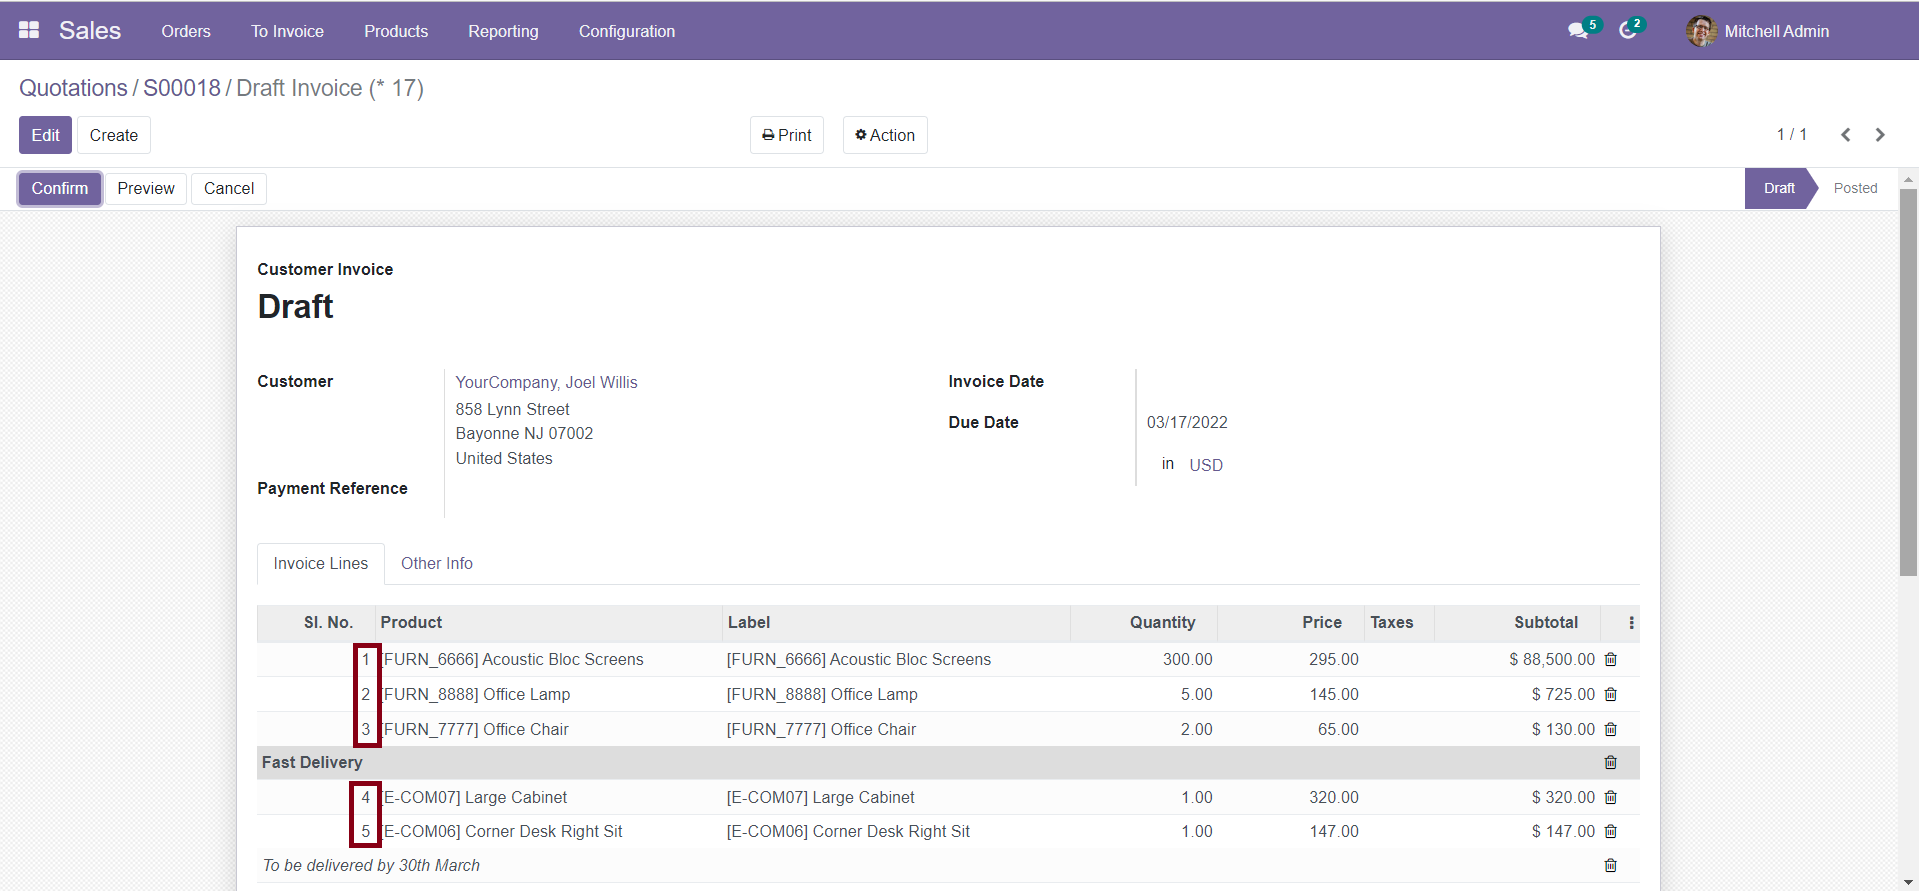 Sales Orders To Invoice Products Reporting Configuration 5 2 Mitchell Admin
Quotations / S00018 / Draft Invoice (* 17)
Edit Create Print Action 1 / 1
Confirm Preview Cancel Draft Posted
Customer Invoice
Draft
Customer YourCompany, Joel Willis Invoice Date
858 Lynn Street
Due Date 03/17/2022
Bayonne NJ 07002
United States in USD
Payment Reference
Invoice Lines Other Info
Sl. No. Product Label Quantity Price Taxes Subtotal
1 [FURN_6666] Acoustic Bloc Screens [FURN_6666] Acoustic Bloc Screens 300.00 295.00 $ 88,500.00
2 [FURN_8888] Office Lamp [FURN_8888] Office Lamp 5.00 145.00 $ 725.00
3 [FURN_7777] Office Chair [FURN_7777] Office Chair 2.00 65.00 $ 130.00
Fast Delivery
4 [E-COM07] Large Cabinet [E-COM07] Large Cabinet 1.00 320.00 $ 320.00
5 [E-COM06] Corner Desk Right Sit [E-COM06] Corner Desk Right Sit 1.00 147.00 $ 147.00
To be delivered by 30th March